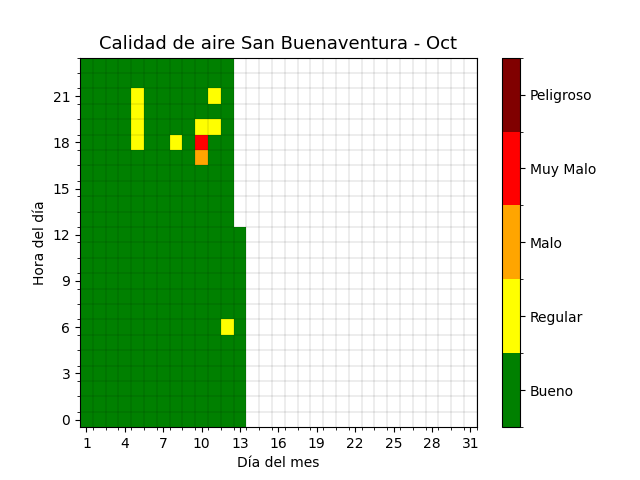 Calidad de aire San Buenaventura - Oct
Hora del día
21
18
15
12
9
6
3
0
1 4 7 10 13 16 19 22 25 28 31
Día del mes
Peligroso
Muy Malo
Malo
Regular
Bueno